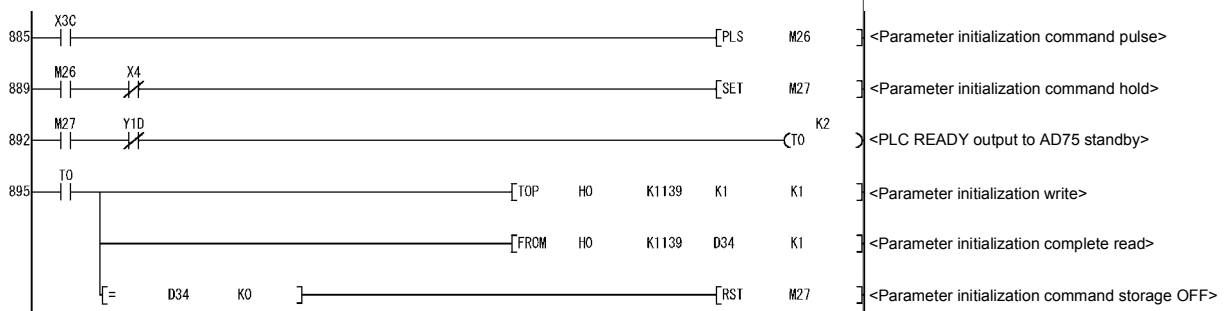 X3C
885 [PLS M26 ] <Parameter initialization command pulse>
M26 X4
889 [SET M27 ] <Parameter initialization command hold>
M27 Y1D K2
892 (T0 ) <PLC READY output to AD75 standby>
T0
895 [TOP H0 K1139 K1 K1 ] <Parameter initialization write>
[FROM H0 K1139 D34 K1 ] <Parameter initialization complete read>
[= D34 K0 ] [RST M27 ] <Parameter initialization command storage OFF>